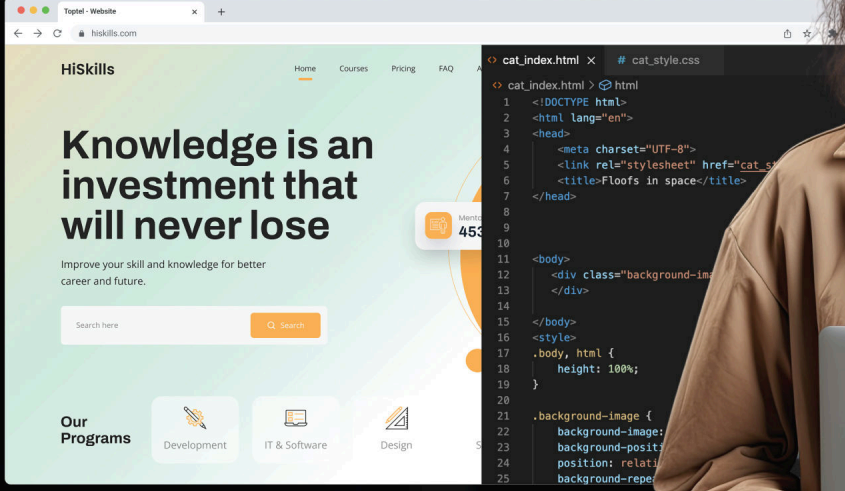 Toptel - Website
hiskills.com
HiSkills
Home Courses Pricing FAQ
Knowledge is an
investment that
will never lose
Improve your skill and knowledge for better
career and future.
Search here
Search
453
Our
Programs
Development
IT & Software
Design
cat_index.html
# cat_style.css
cat_index.html > html
1 <!DOCTYPE html>
2 <html lang="en">
3 <head>
4 <meta charset="UTF-8">
5 <link rel="stylesheet" href="cat_st
6 <title>Floofs in space</title>
7 </head>
8
9
10
11 <body>
12 <div class="background-ima
13 </div>
14
15 </body>
16 <style>
17 .body, html {
18 height: 100%;
19 }
20
21 .background-image {
22 background-image:
23 background-positi
24 position: relati
25 background-repea